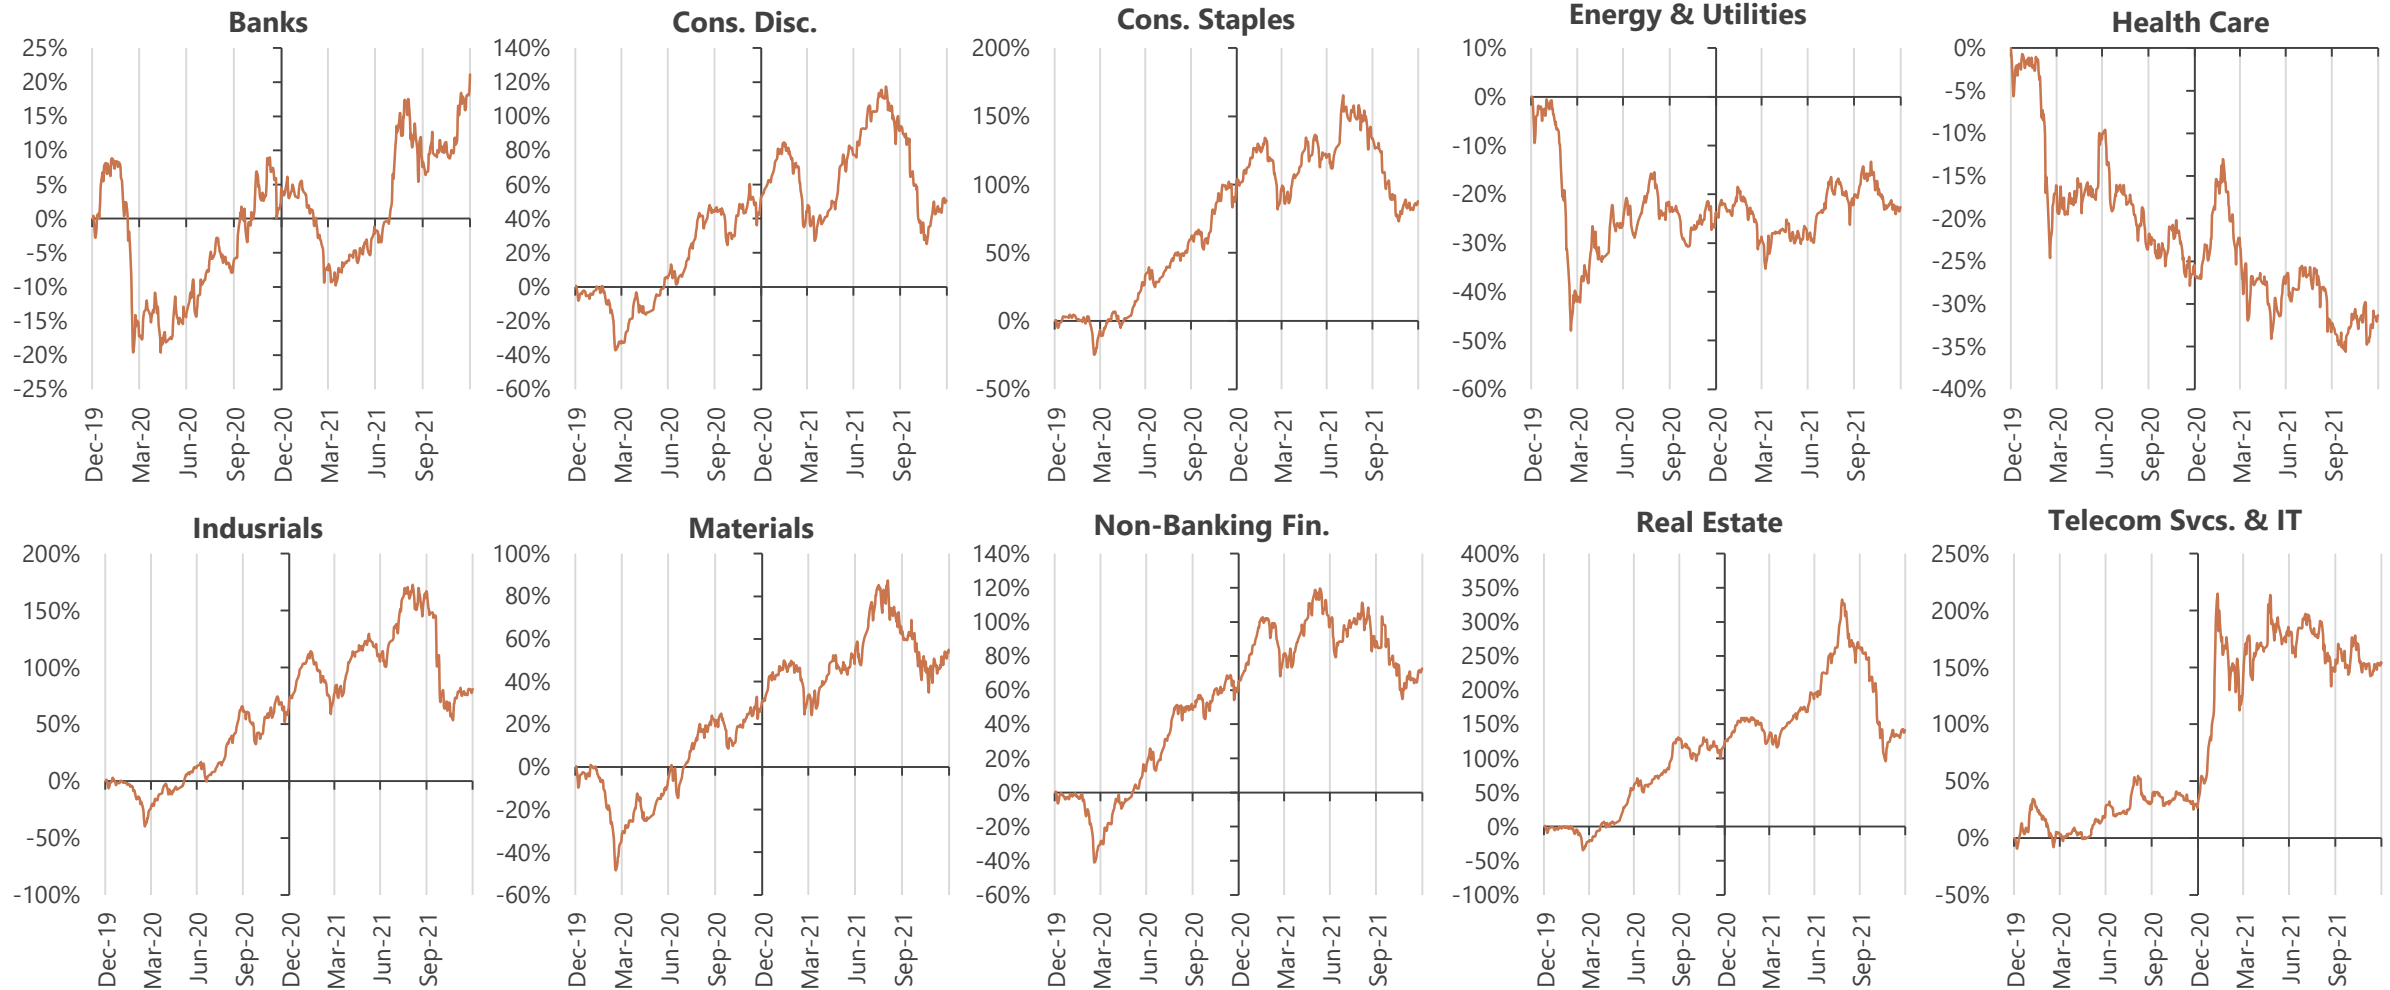 Banks
25%
20%
15%
10%
5%
0%
-5%
-10%
-15%
-20%
-25%
Dec-19
Mar-20
Jun-20
Sep-20
Dec-20
Mar-21
Jun-21
Sep-21
Cons. Disc.
140%
120%
100%
80%
60%
40%
20%
0%
-20%
-40%
-60%
Dec-19
Mar-20
Jun-20
Sep-20
Dec-20
Mar-21
Jun-21
Sep-21
Cons. Staples
200%
150%
100%
50%
0%
-50%
Dec-19
Mar-20
Jun-20
Sep-20
Dec-20
Mar-21
Jun-21
Sep-21
Energy & Utilities
10%
0%
-10%
-20%
-30%
-40%
-50%
-60%
Dec-19
Mar-20
Jun-20
Sep-20
Dec-20
Mar-21
Jun-21
Sep-21
Health Care
0%
-5%
-10%
-15%
-20%
-25%
-30%
-35%
-40%
Dec-19
Mar-20
Jun-20
Sep-20
Dec-20
Mar-21
Jun-21
Sep-21
Indusrials
200%
150%
100%
50%
0%
-50%
-100%
Dec-19
Mar-20
Jun-20
Sep-20
Dec-20
Mar-21
Jun-21
Sep-21
Materials
100%
80%
60%
40%
20%
0%
-20%
-40%
-60%
Dec-19
Mar-20
Jun-20
Sep-20
Dec-20
Mar-21
Jun-21
Sep-21
Non-Banking Fin.
140%
120%
100%
80%
60%
40%
20%
0%
-20%
-40%
-60%
Dec-19
Mar-20
Jun-20
Sep-20
Dec-20
Mar-21
Jun-21
Sep-21
Real Estate
400%
350%
300%
250%
200%
150%
100%
50%
0%
-50%
-100%
Dec-19
Mar-20
Jun-20
Sep-20
Dec-20
Mar-21
Jun-21
Sep-21
Telecom Svcs. & IT
250%
200%
150%
100%
50%
0%
-50%
Dec-19
Mar-20
Jun-20
Sep-20
Dec-20
Mar-21
Jun-21
Sep-21